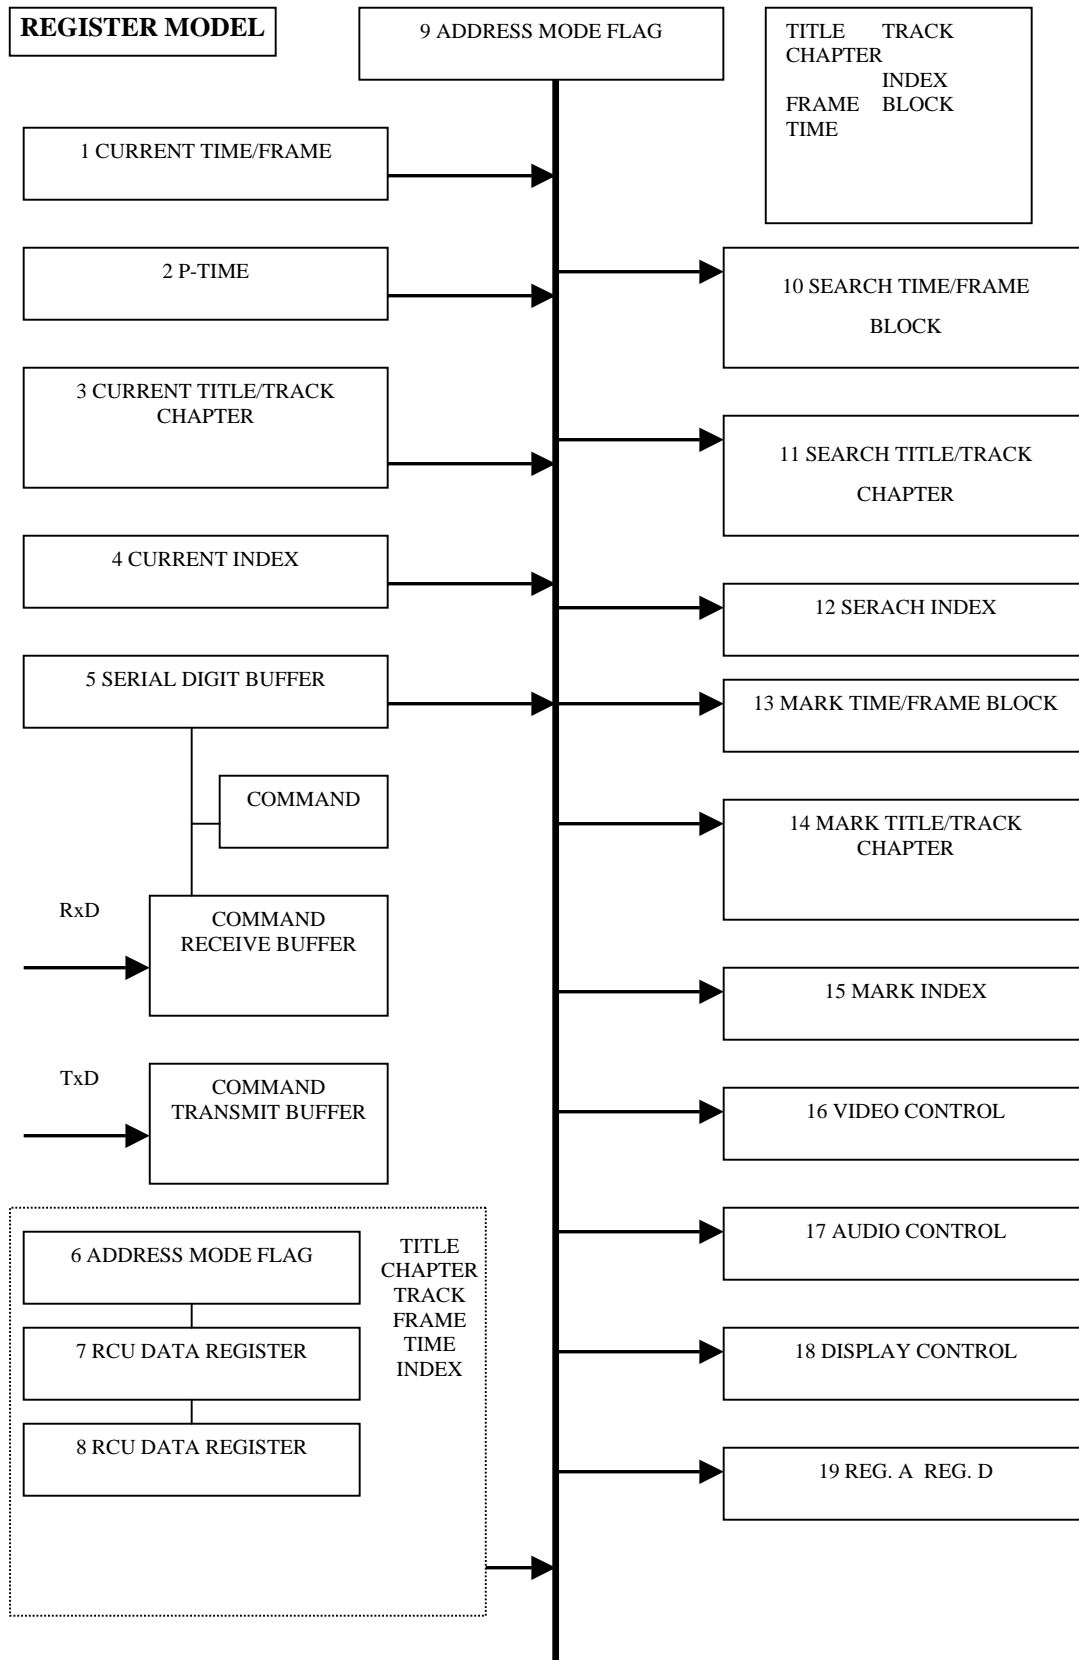 REGISTER MODEL
9 ADDRESS MODE FLAG
TITLE TRACK
CHAPTER
INDEX
FRAME BLOCK
TIME
1 CURRENT TIME/FRAME
2 P-TIME
3 CURRENT TITLE/TRACK
CHAPTER
4 CURRENT INDEX
5 SERIAL DIGIT BUFFER
COMMAND
RxD
COMMAND
RECEIVE BUFFER
TxD
COMMAND
TRANSMIT BUFFER
6 ADDRESS MODE FLAG
7 RCU DATA REGISTER
8 RCU DATA REGISTER
TITLE
CHAPTER
TRACK
FRAME
TIME
INDEX
10 SEARCH TIME/FRAME
BLOCK
11 SEARCH TITLE/TRACK
CHAPTER
12 SERACH INDEX
13 MARK TIME/FRAME BLOCK
14 MARK TITLE/TRACK
CHAPTER
15 MARK INDEX
16 VIDEO CONTROL
17 AUDIO CONTROL
18 DISPLAY CONTROL
19 REG. A REG. D